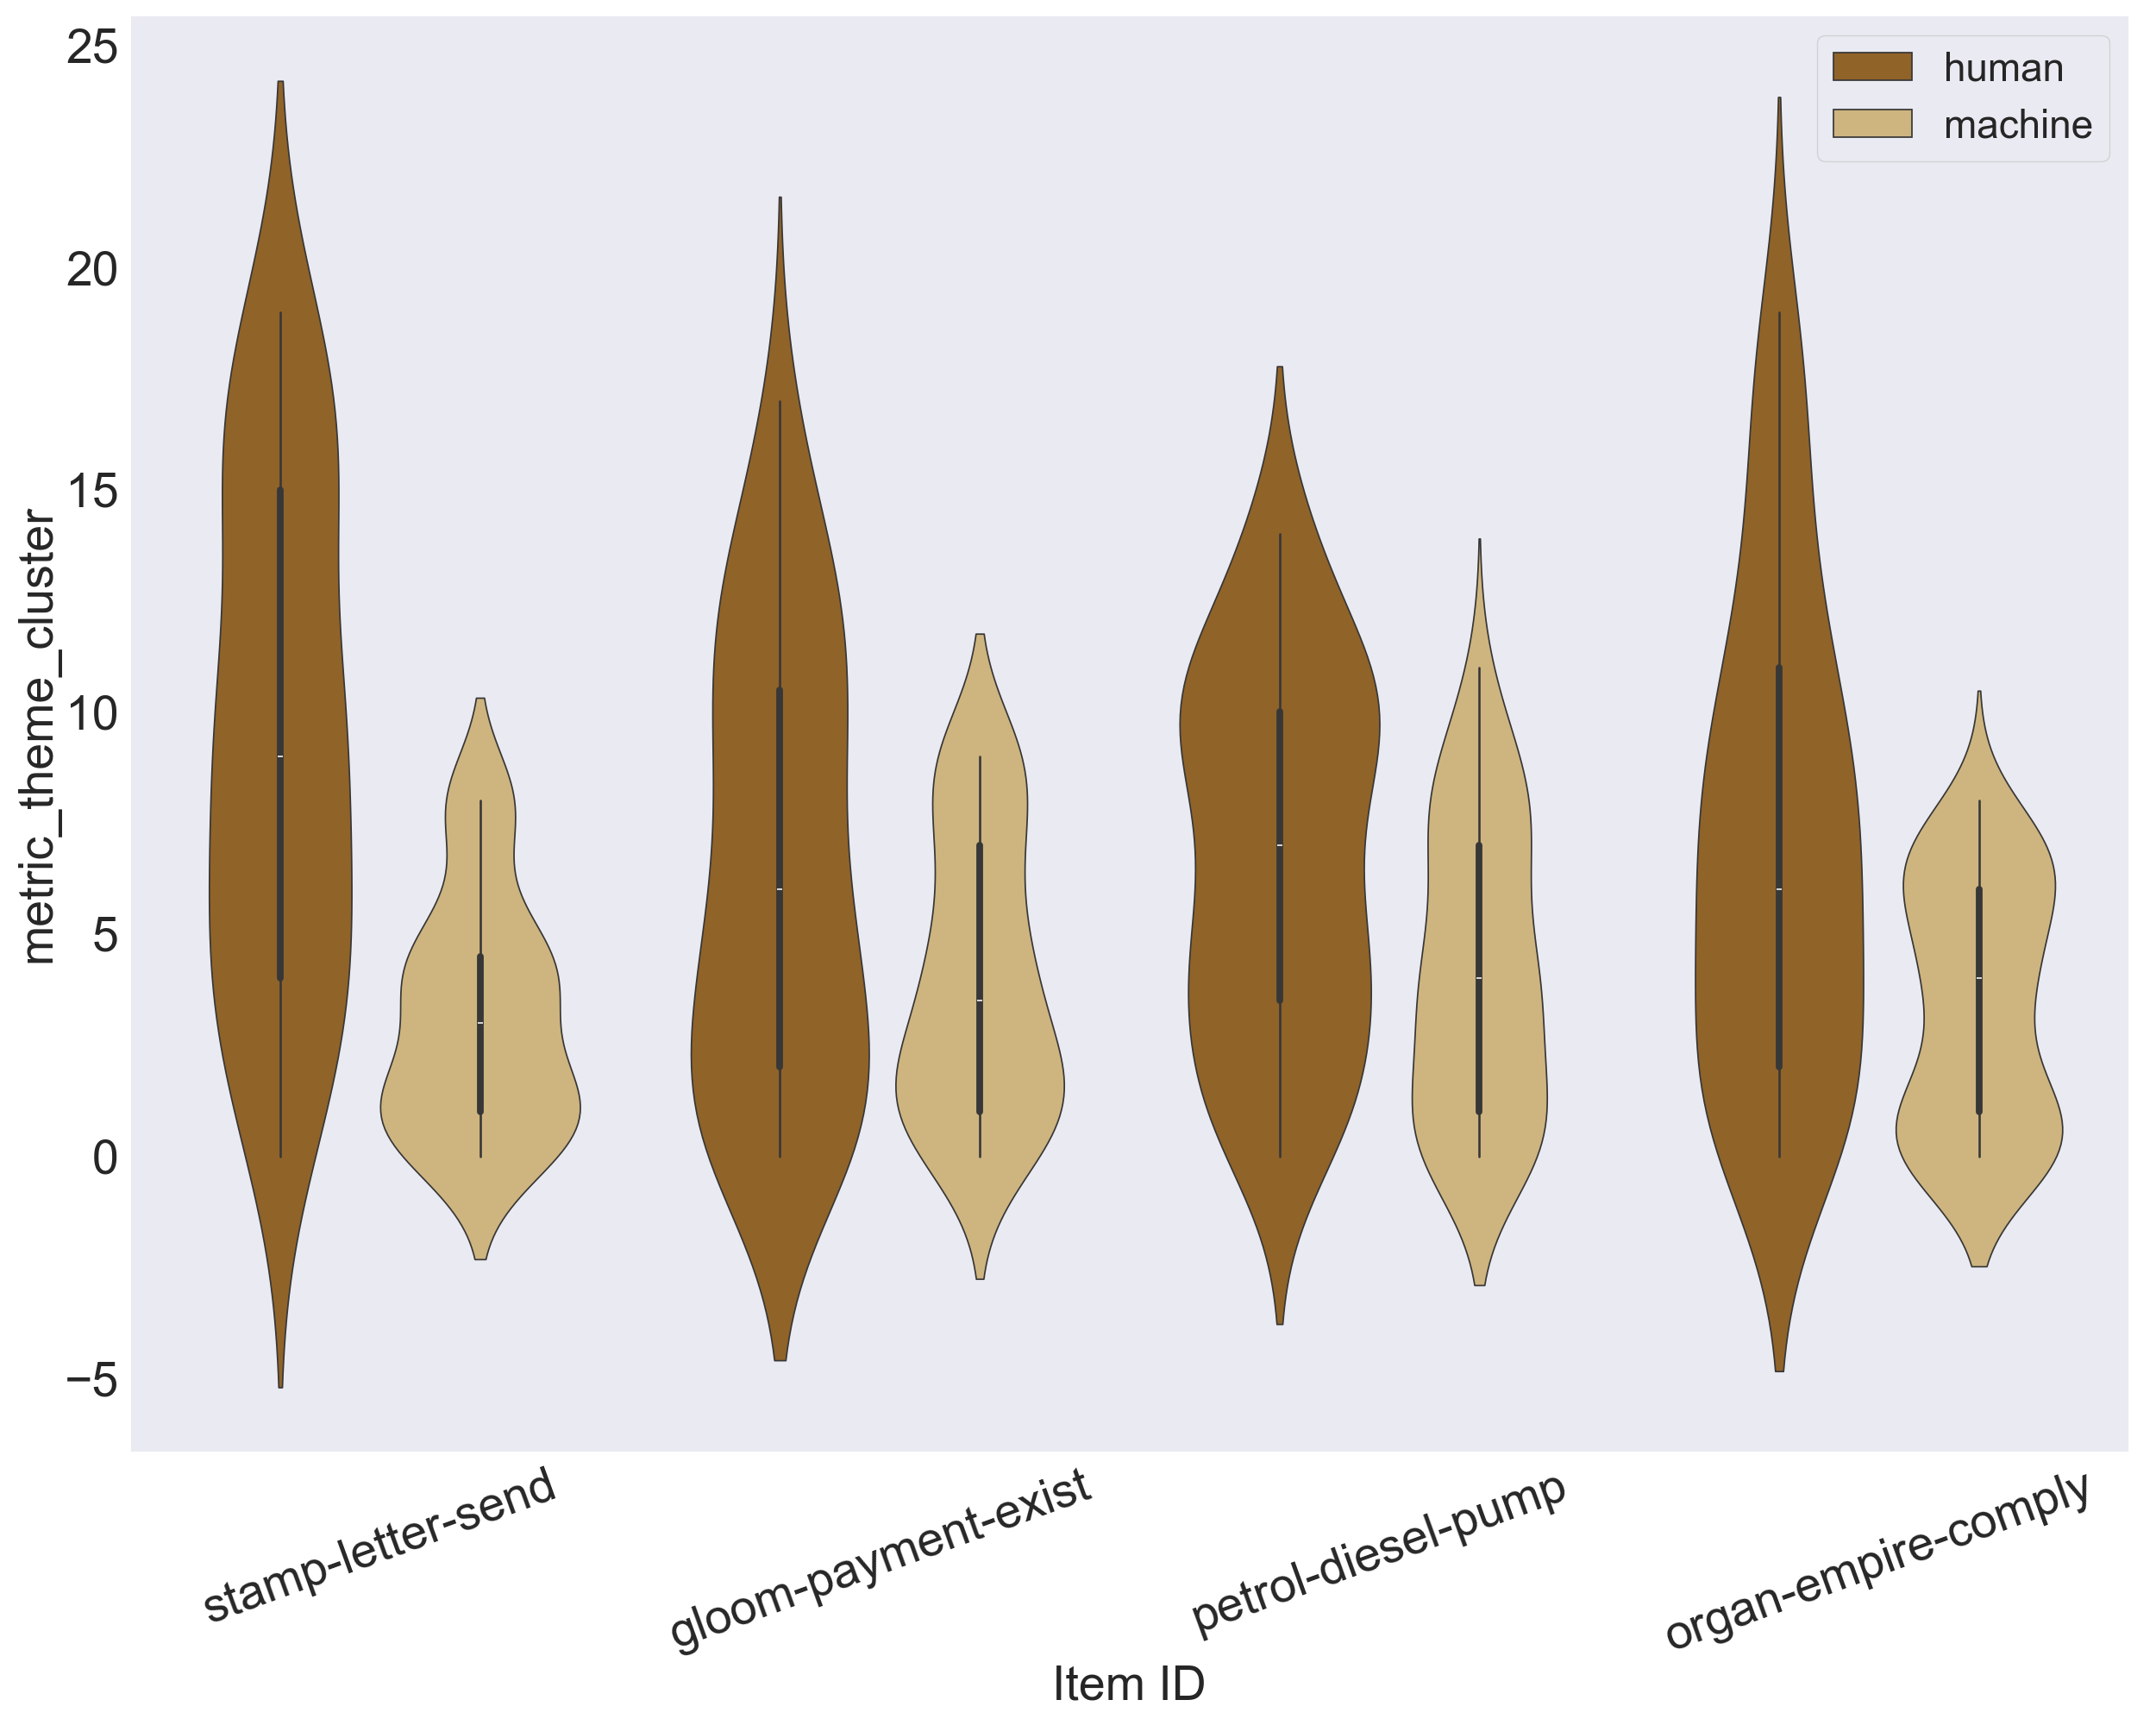 25
20
15
10
5
0
−5
metric_theme_cluster
human
machine
stamp-letter-send
gloom-payment-exist
petrol-diesel-pump
organ-empire-comply
Item ID